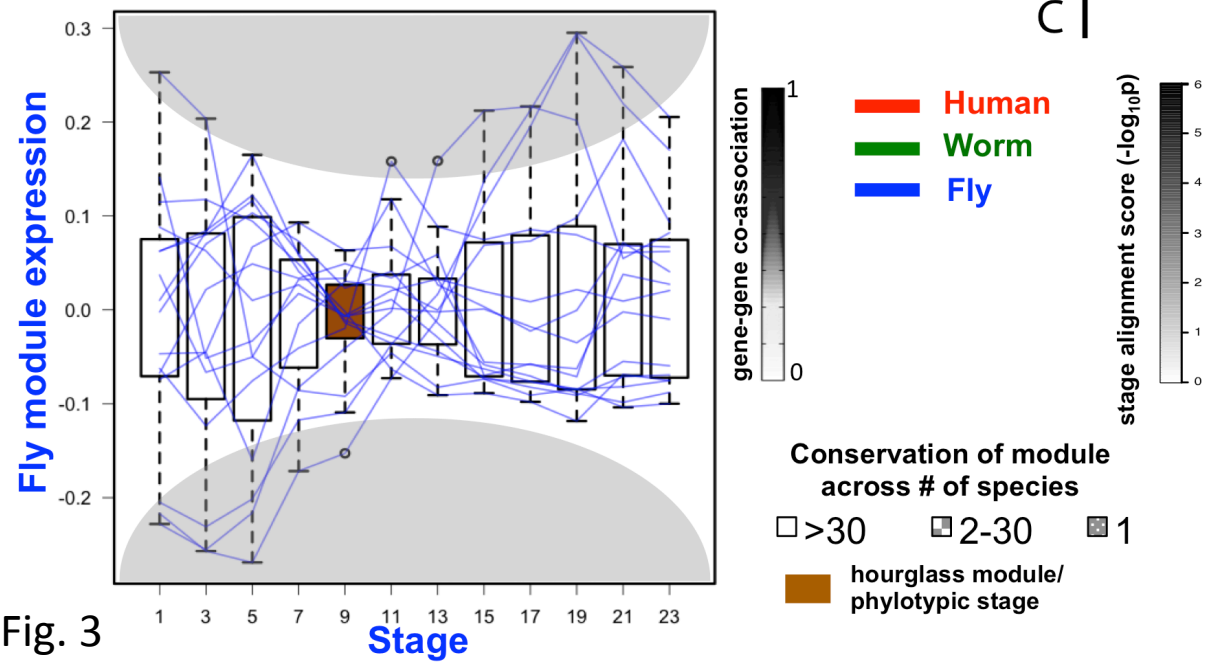 C
0.3
0.2
0.1
0.0
-0.1
-0.2
Fly module expression
1 3 5 7 9 11 13 15 17 19 21 23
Stage
Fig. 3
gene-gene co-association
1
0
Human
Worm
Fly
stage alignment score (-log10p)
6
5
4
3
2
1
0
Conservation of module
across # of species
>30 2-30 1
hourglass module/
phylotypic stage